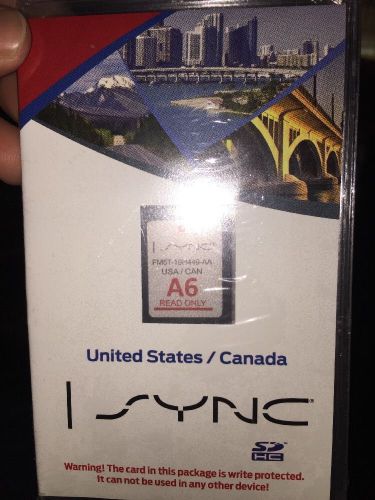 SYNC
FM5T-19H449-AA
USA / CAN
A6
READ ONLY
United States / Canada
SYNC
SD
HC
Warning! The card in this package is write protected.
It can not be used in any other device!